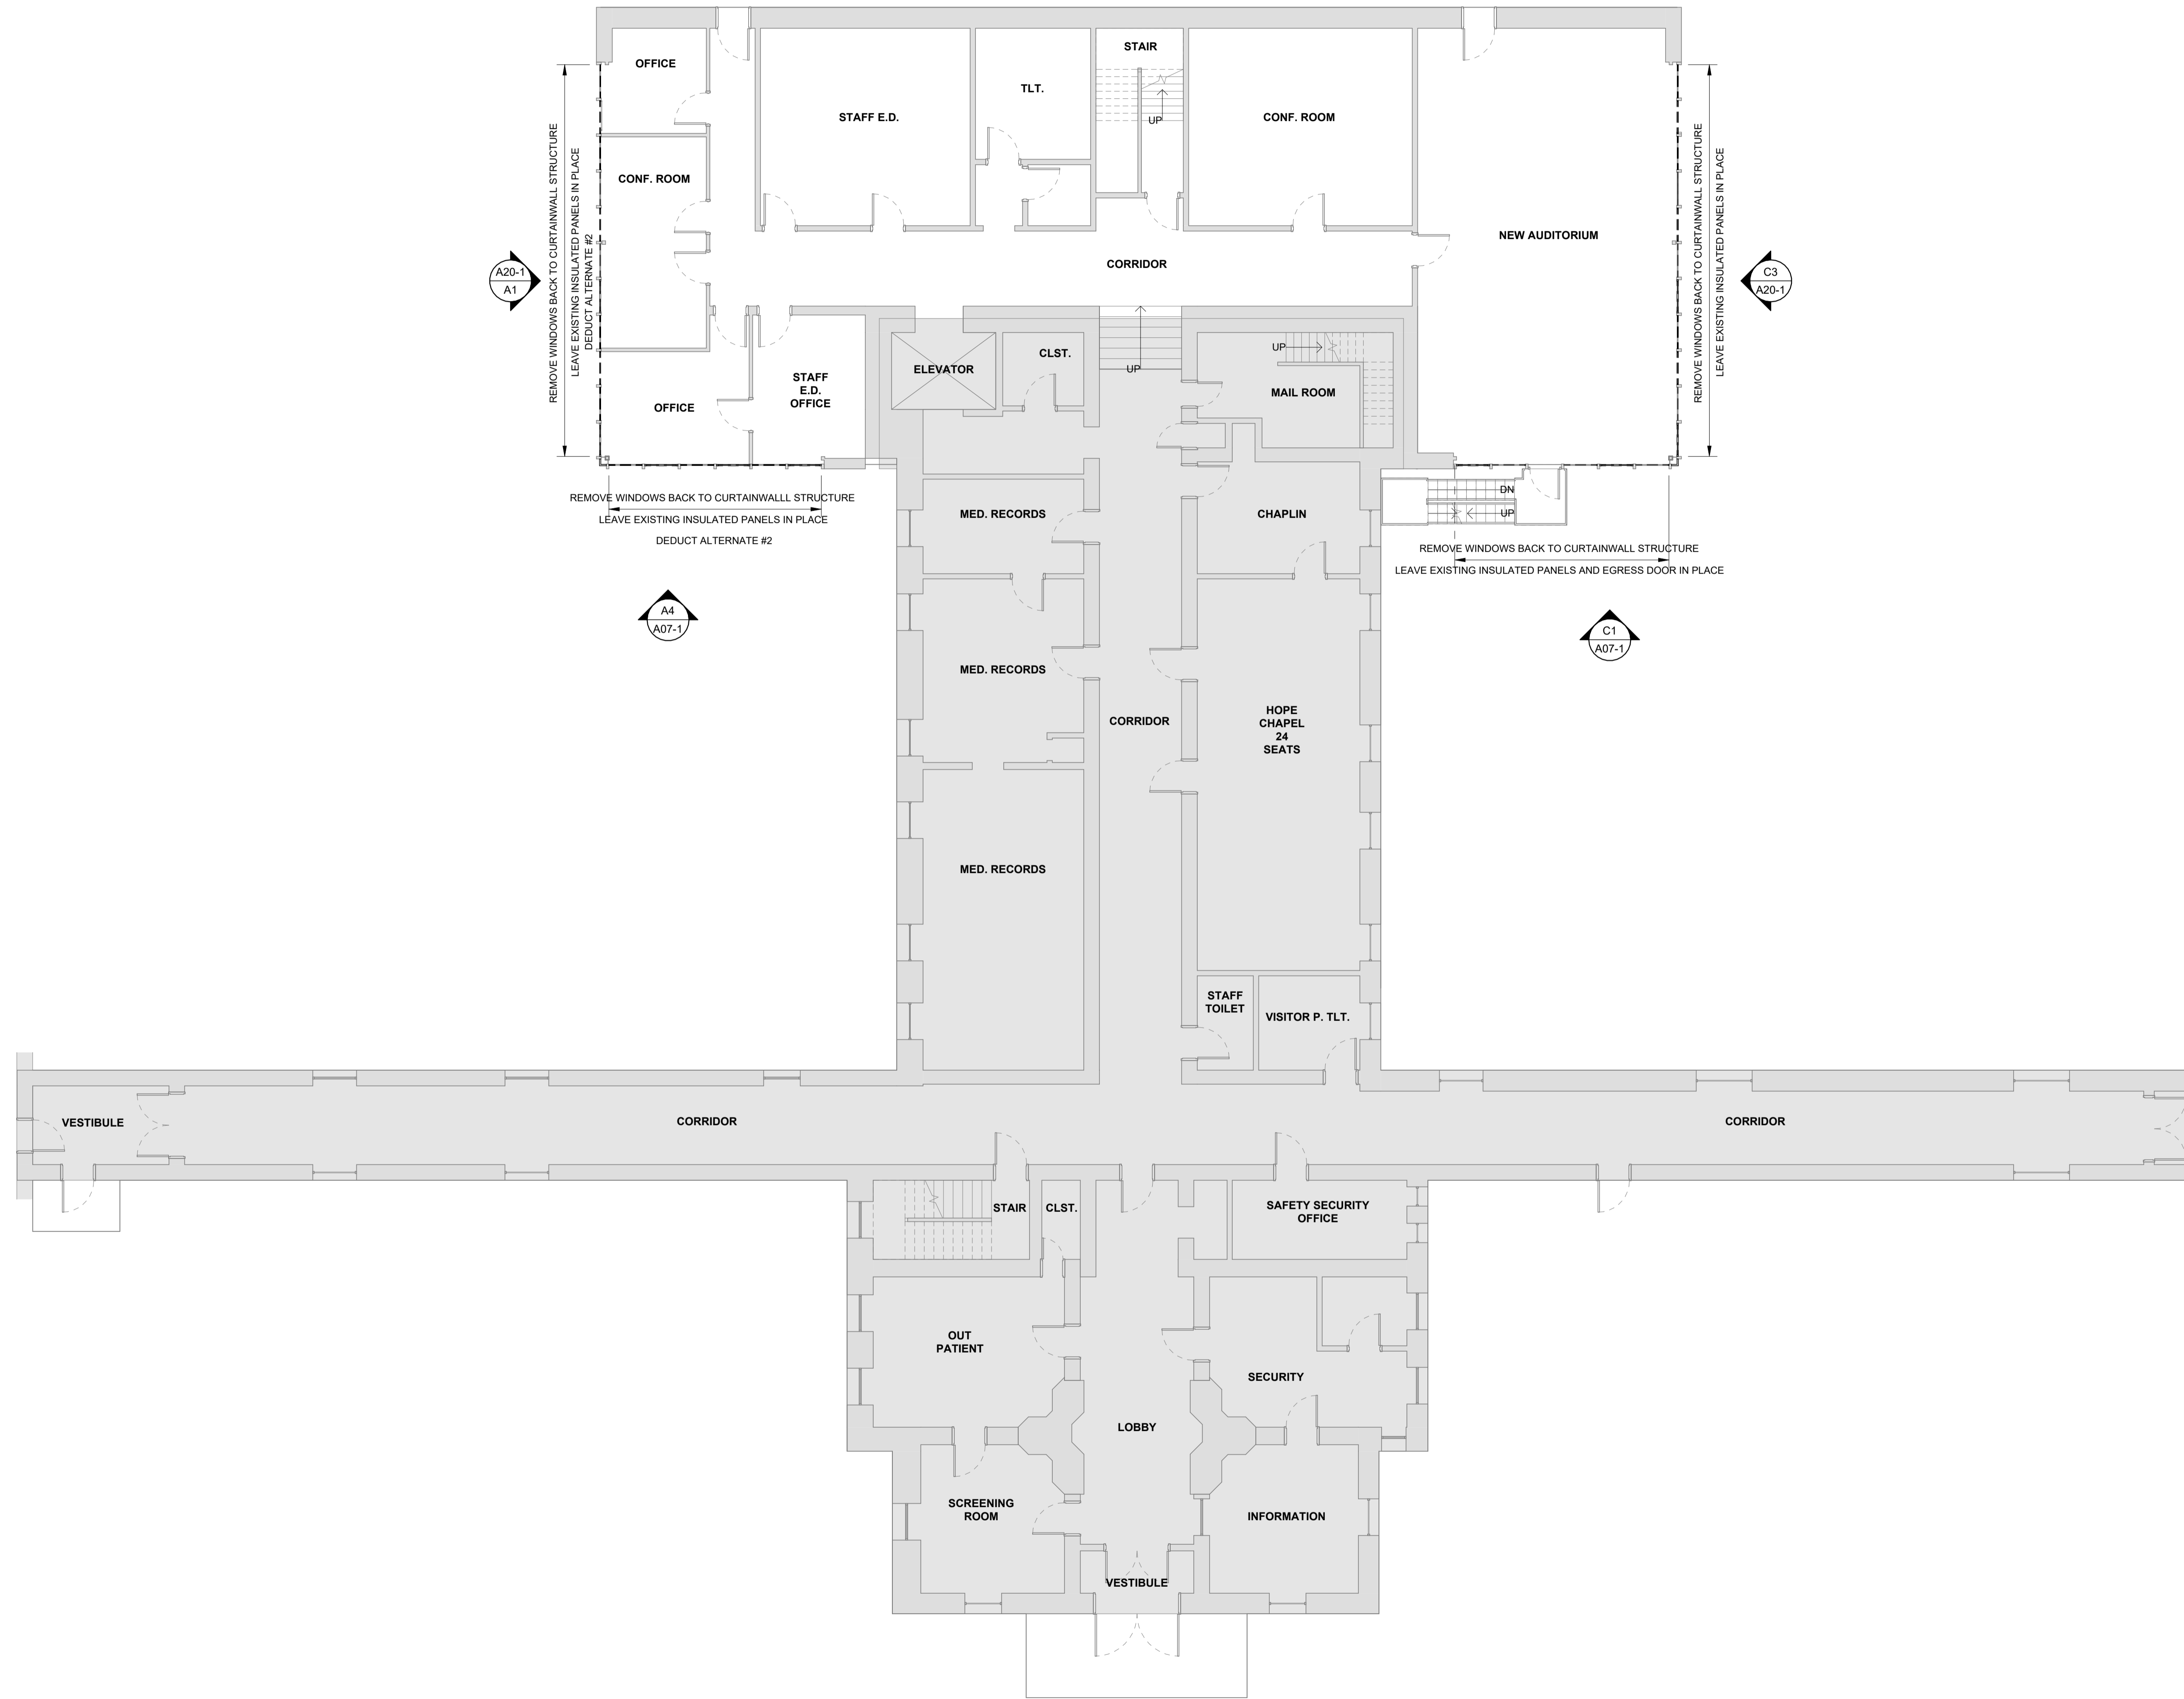 OFFICE
STAFF E.D.
TLT.
STAIR
UP
CONF. ROOM
NEW AUDITORIUM
CONF. ROOM
CORRIDOR
REMOVE WINDOWS BACK TO CURTAINWALL STRUCTURE
LEAVE EXISTING INSULATED PANELS IN PLACE
DEDUCT ALTERNATE #2
A20-1
A1
REMOVE WINDOWS BACK TO CURTAINWALL STRUCTURE
LEAVE EXISTING INSULATED PANELS IN PLACE
C3
A20-1
OFFICE
STAFF
E.D.
OFFICE
ELEVATOR
CLST.
UP
UP
MAIL ROOM
REMOVE WINDOWS BACK TO CURTAINWALLL STRUCTURE
LEAVE EXISTING INSULATED PANELS IN PLACE
DEDUCT ALTERNATE #2
A4
A07-1
MED. RECORDS
CHAPLIN
DN
UP
REMOVE WINDOWS BACK TO CURTAINWALL STRUCTURE
LEAVE EXISTING INSULATED PANELS AND EGRESS DOOR IN PLACE
C1
A07-1
MED. RECORDS
CORRIDOR
HOPE
CHAPEL
24
SEATS
MED. RECORDS
STAFF
TOILET
VISITOR P. TLT.
VESTIBULE
CORRIDOR
CORRIDOR
STAIR
CLST.
SAFETY SECURITY
OFFICE
OUT
PATIENT
SECURITY
LOBBY
SCREENING
ROOM
INFORMATION
VESTIBULE